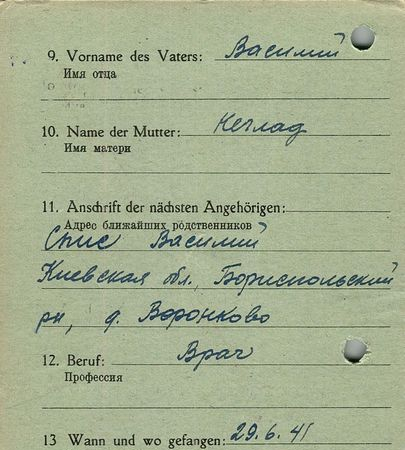 9. Vorname des Vaters: Василий
Имя отца
10. Name der Mutter: Неглад
Имя матери
11. Anschrift der nächsten Angehörigen:
Адрес ближайших родственников
Спис Василий
Киевская обл., Бориспольский
рн, д. Воронково
12. Beruf: Врач
Профессия
13 Wann und wo gefangen: 29.6.41